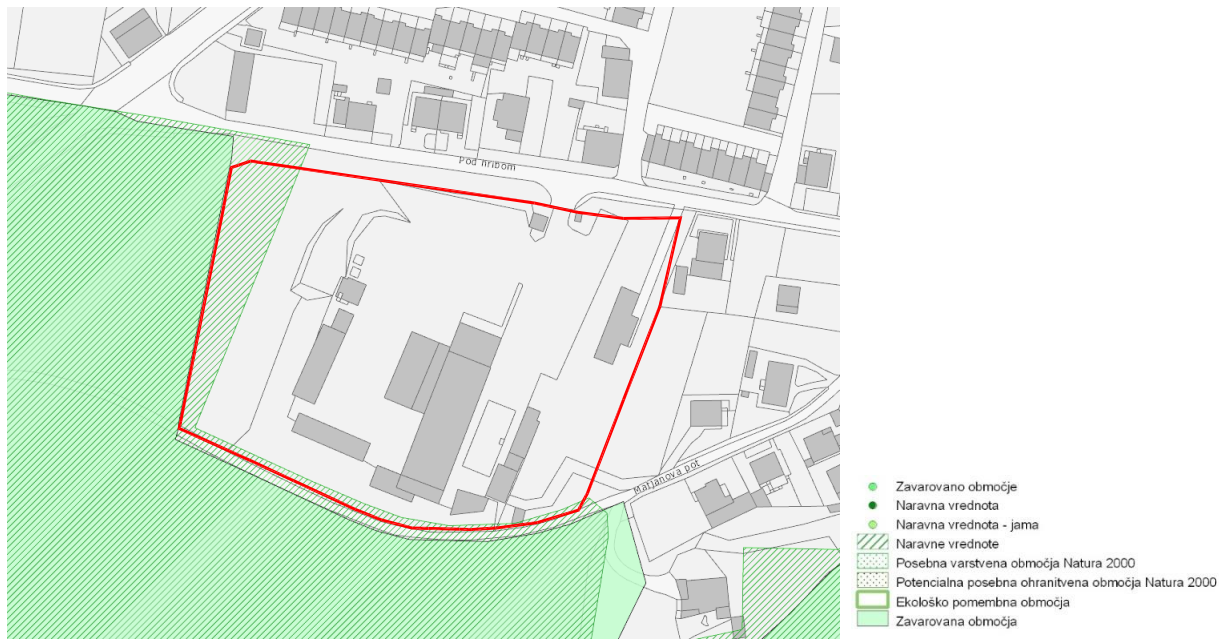 Pod hribom
Matjanova pot
Zavarovano območje
Naravna vrednota
Naravna vrednota - jama
Naravne vrednote
Posebna varstvena območja Natura 2000
Potencialna posebna ohranitvena območja Natura 2000
Ekološko pomembna območja
Zavarovana območja